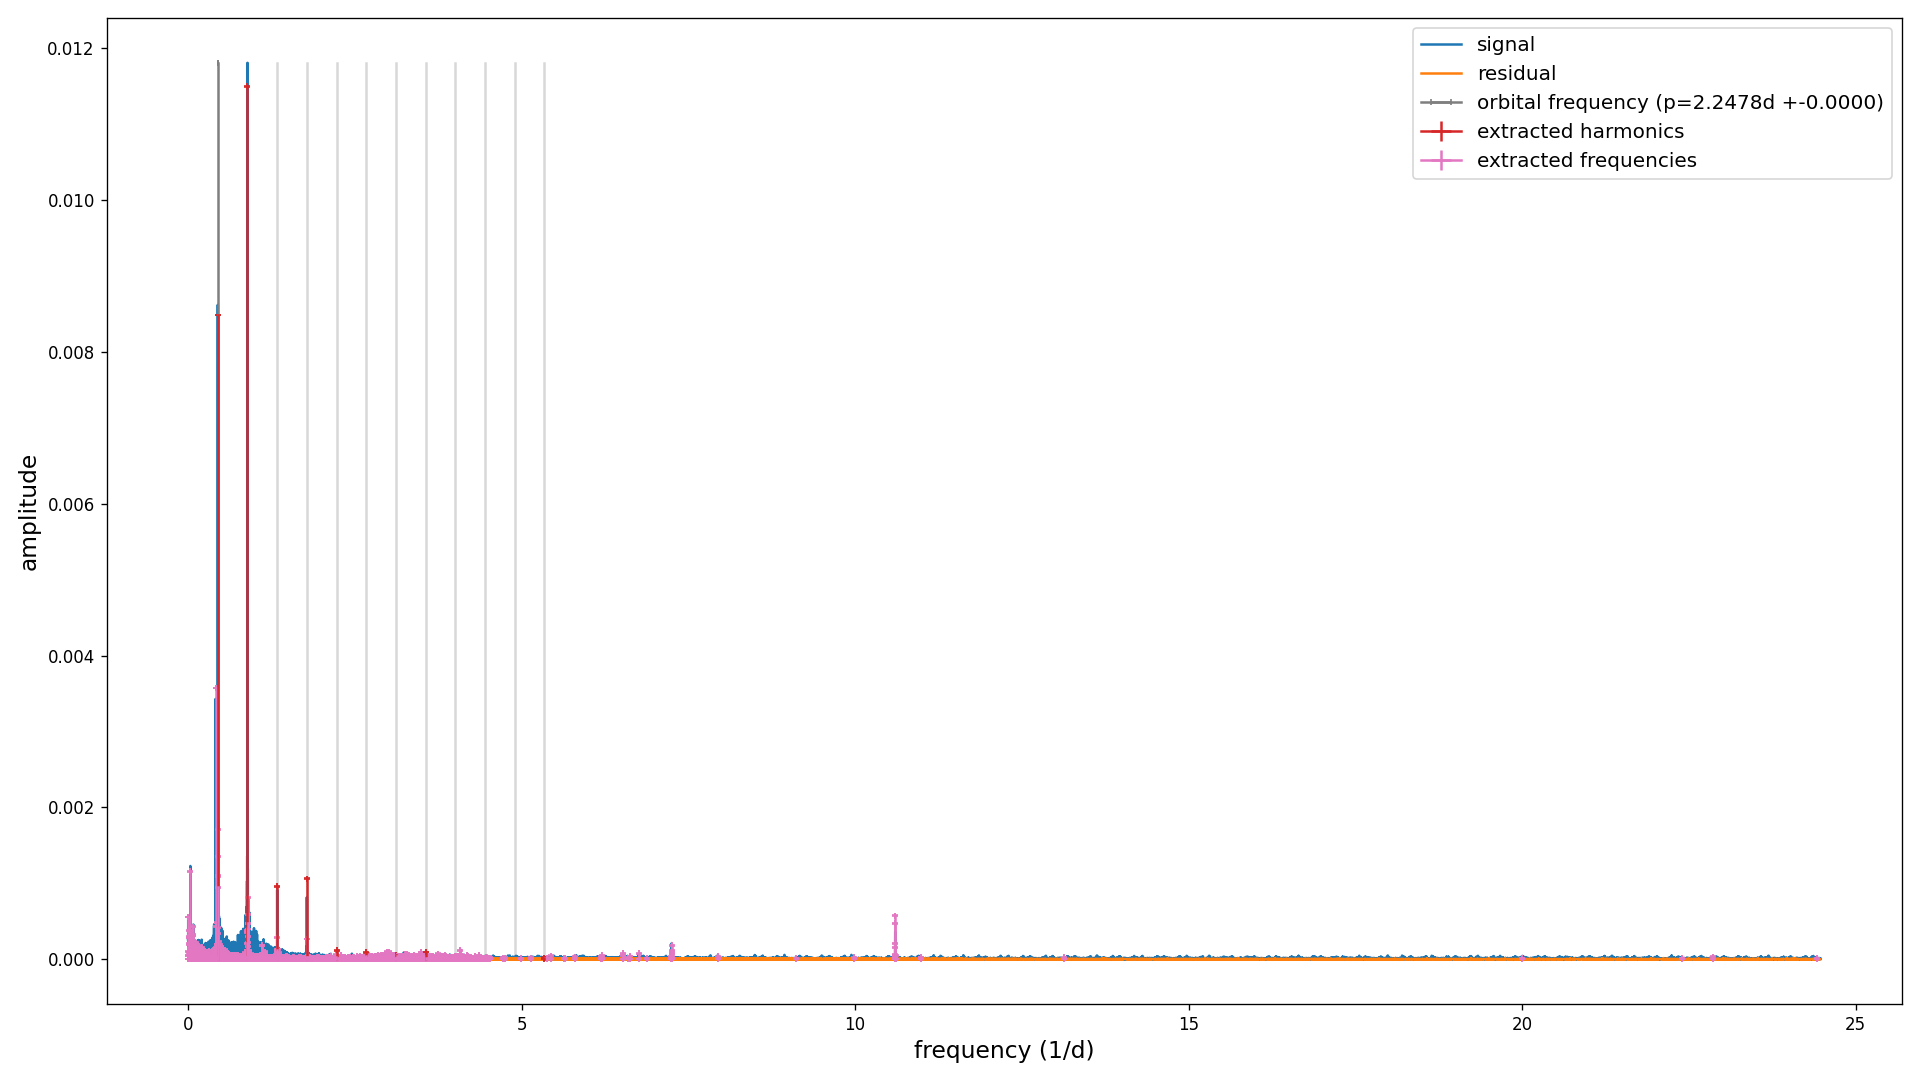 signal
residual
orbital frequency (p=2.2478d +-0.0000)
extracted harmonics
extracted frequencies
0.012
0.010
0.008
0.006
0.004
0.002
0.000
amplitude
0 5 10 15 20 25
frequency (1/d)